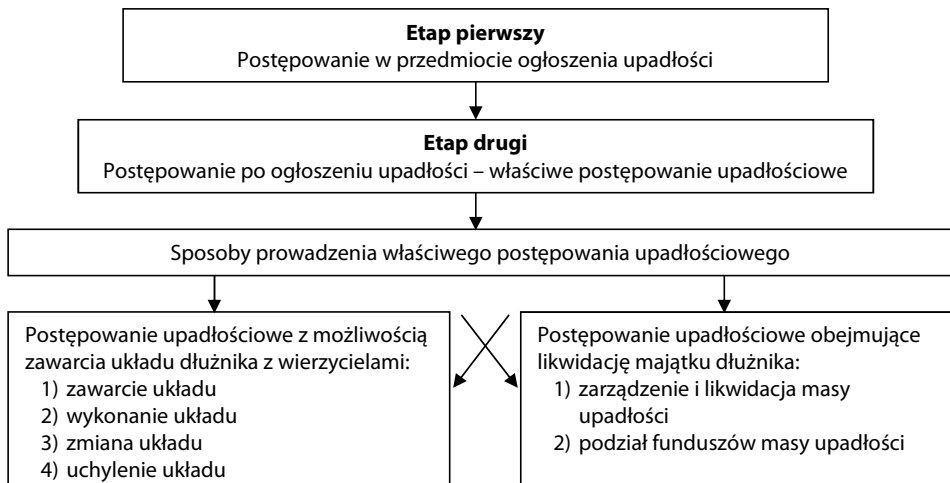 Etap pierwszy
Postępowanie w przedmiocie ogłoszenia upadłości
Etap drugi
Postępowanie po ogłoszeniu upadłości – właściwe postępowanie upadłościowe
Sposoby prowadzenia właściwego postępowania upadłościowego
Postępowanie upadłościowe z możliwością
zawarcia układu dłużnika z wierzycielami:
1) zawarcie układu
2) wykonanie układu
3) zmiana układu
4) uchylenie układu
Postępowanie upadłościowe obejmujące
likwidację majątku dłużnika:
1) zarządzenie i likwidacja masy
upadłości
2) podział funduszów masy upadłości